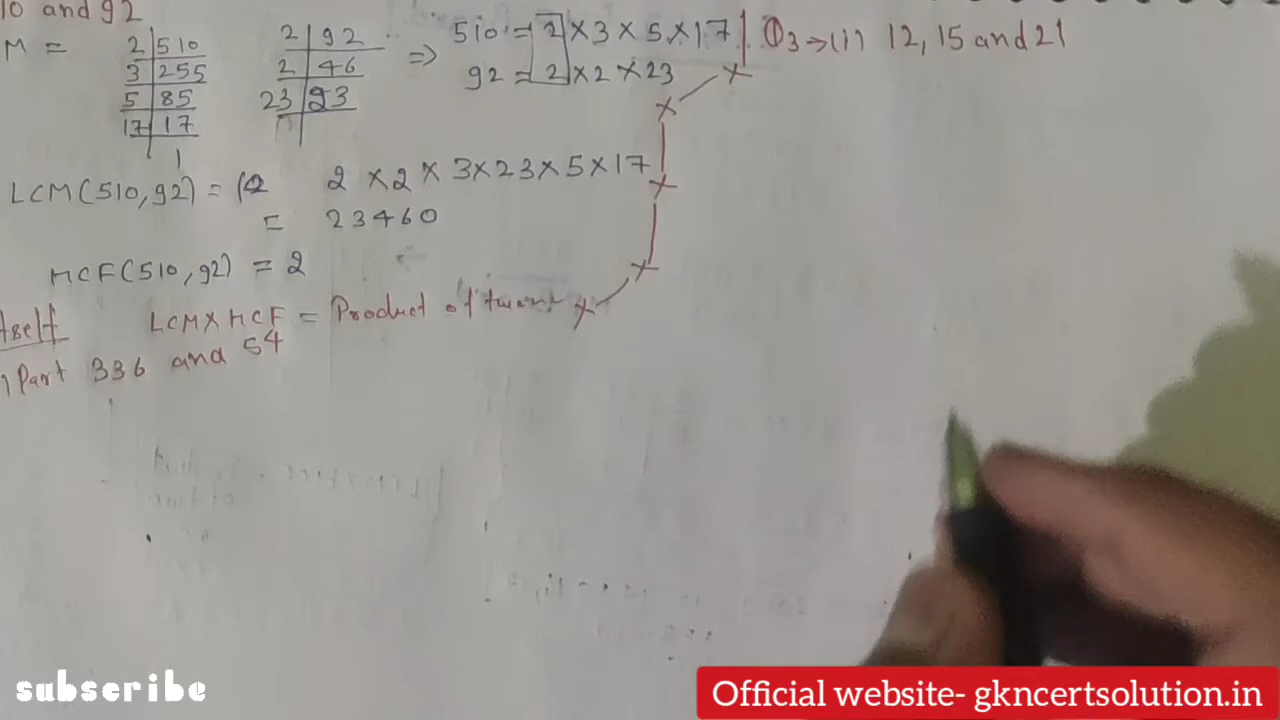 10 and 92
M =
2 | 510
3 | 255
5 | 85
17 | 17
1
2 | 92
2 | 46
23 | 23
⇒ 510 = 2 × 3 × 5 × 17
92 = 2 × 2 × 23
LCM (510,92) = 2 × 2 × 3 × 23 × 5 × 17
= 23460
HCF (510,92) = 2
tself
LCM × HCF = Product of
Part 336 and 54
Q3 → (i) 12, 15 and 21
subscribe
Official website- gkncertsolution.in